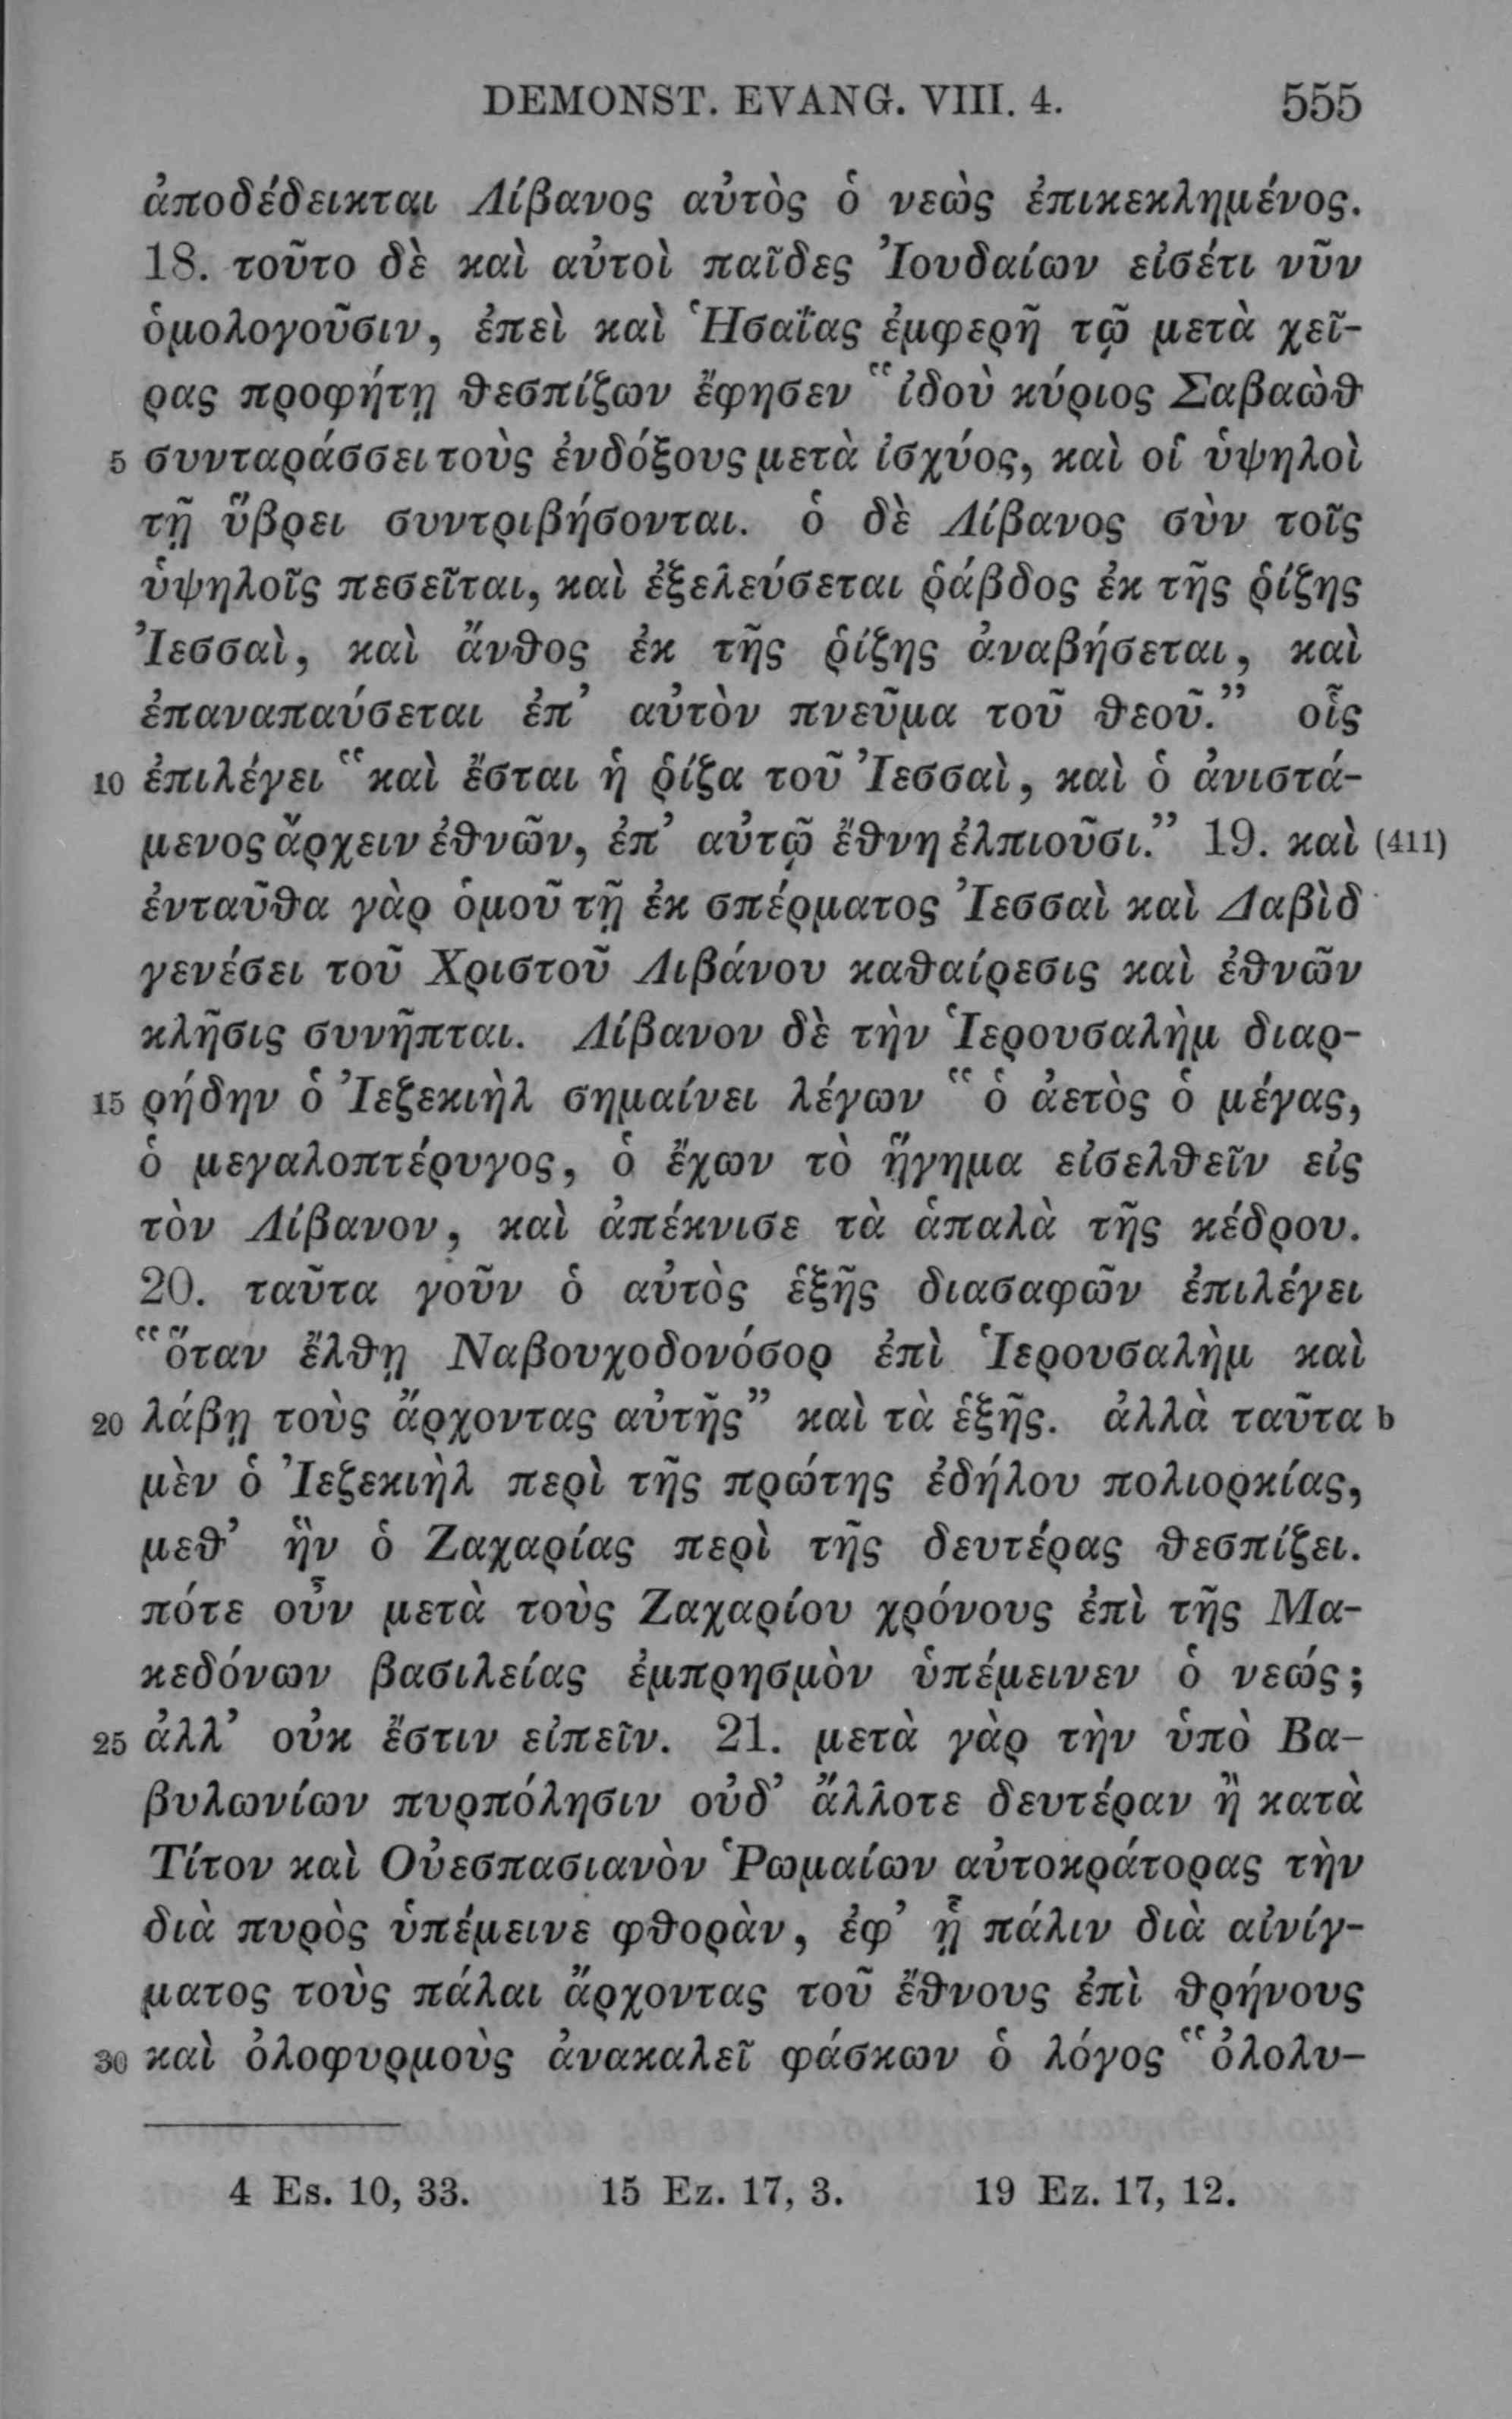 DEMONST. EVANG. VIII. 4. 555
ἀποδέδεικται Λίβανος αὐτὸς ὁ νεὼς ἐπικεκλημένος.
18. τοῦτο δὲ καὶ αὐτοὶ παῖδες Ἰουδαίων εἰσέτι νῦν
ὁμολογοῦσιν, ἐπεὶ καὶ Ἡσαΐας ἐμφερῆ τῷ μετὰ χεῖ-
ρας προφήτῃ θεσπίζων ἔφησεν “ἰδοὺ κύριος Σαβαὼθ
5 συνταράσσει τοὺς ἐνδόξους μετὰ ἰσχύος, καὶ οἱ ὑψηλοὶ
τῇ ὕβρει συντριβήσονται. ὁ δὲ Λίβανος σὺν τοῖς
ὑψηλοῖς πεσεῖται, καὶ ἐξελεύσεται ῥάβδος ἐκ τῆς ῥίζης
Ἰεσσαὶ, καὶ ἄνθος ἐκ τῆς ῥίζης ἀναβήσεται, καὶ
ἐπαναπαύσεται ἐπ’ αὐτὸν πνεῦμα τοῦ θεοῦ.” οἷς
10 ἐπιλέγει “καὶ ἔσται ἡ ῥίζα τοῦ Ἰεσσαὶ, καὶ ὁ ἀνιστά-
μενος ἄρχειν ἐθνῶν, ἐπ’ αὐτῷ ἔθνη ἐλπιοῦσι.” 19. καὶ (411)
ἐνταῦθα γὰρ ὁμοῦ τῇ ἐκ σπέρματος Ἰεσσαὶ καὶ Δαβὶδ
γενέσει τοῦ Χριστοῦ Λιβάνου καθαίρεσις καὶ ἐθνῶν
κλῆσις συνῆπται. Λίβανον δὲ τὴν Ἱερουσαλὴμ διαρ-
15 ρήδην ὁ Ἰεζεκιὴλ σημαίνει λέγων “ὁ ἀετὸς ὁ μέγας,
ὁ μεγαλοπτέρυγος, ὁ ἔχων τὸ ἥγημα εἰσελθεῖν εἰς
τὸν Λίβανον, καὶ ἀπέκνισε τὰ ἁπαλὰ τῆς κέδρου.
20. ταῦτα γοῦν ὁ αὐτὸς ἑξῆς διασαφῶν ἐπιλέγει
“ὅταν ἔλθῃ Ναβουχοδονόσορ ἐπὶ Ἱερουσαλὴμ καὶ
20 λάβῃ τοὺς ἄρχοντας αὐτῆς” καὶ τὰ ἑξῆς. ἀλλὰ ταῦτα b
μὲν ὁ Ἰεζεκιὴλ περὶ τῆς πρώτης ἐδήλου πολιορκίας,
μεθ’ ἣν ὁ Ζαχαρίας περὶ τῆς δευτέρας θεσπίζει.
πότε οὖν μετὰ τοὺς Ζαχαρίου χρόνους ἐπὶ τῆς Μα-
κεδόνων βασιλείας ἐμπρησμὸν ὑπέμεινεν ὁ νεώς;
25 ἀλλ’ οὐκ ἔστιν εἰπεῖν. 21. μετὰ γὰρ τὴν ὑπὸ Βα-
βυλωνίων πυρπόλησιν οὐδ’ ἄλλοτε δευτέραν ἢ κατὰ
Τίτον καὶ Οὐεσπασιανὸν Ῥωμαίων αὐτοκράτορας τὴν
διὰ πυρὸς ὑπέμεινε φθορὰν, ἐφ’ ᾗ πάλιν διὰ αἰνίγ-
ματος τοὺς πάλαι ἄρχοντας τοῦ ἔθνους ἐπὶ θρήνους
30 καὶ ὀλοφυρμοὺς ἀνακαλεῖ φάσκων ὁ λόγος “ὀλολυ-
4 Es. 10, 33. 15 Ez. 17, 3. 19 Ez. 17, 12.